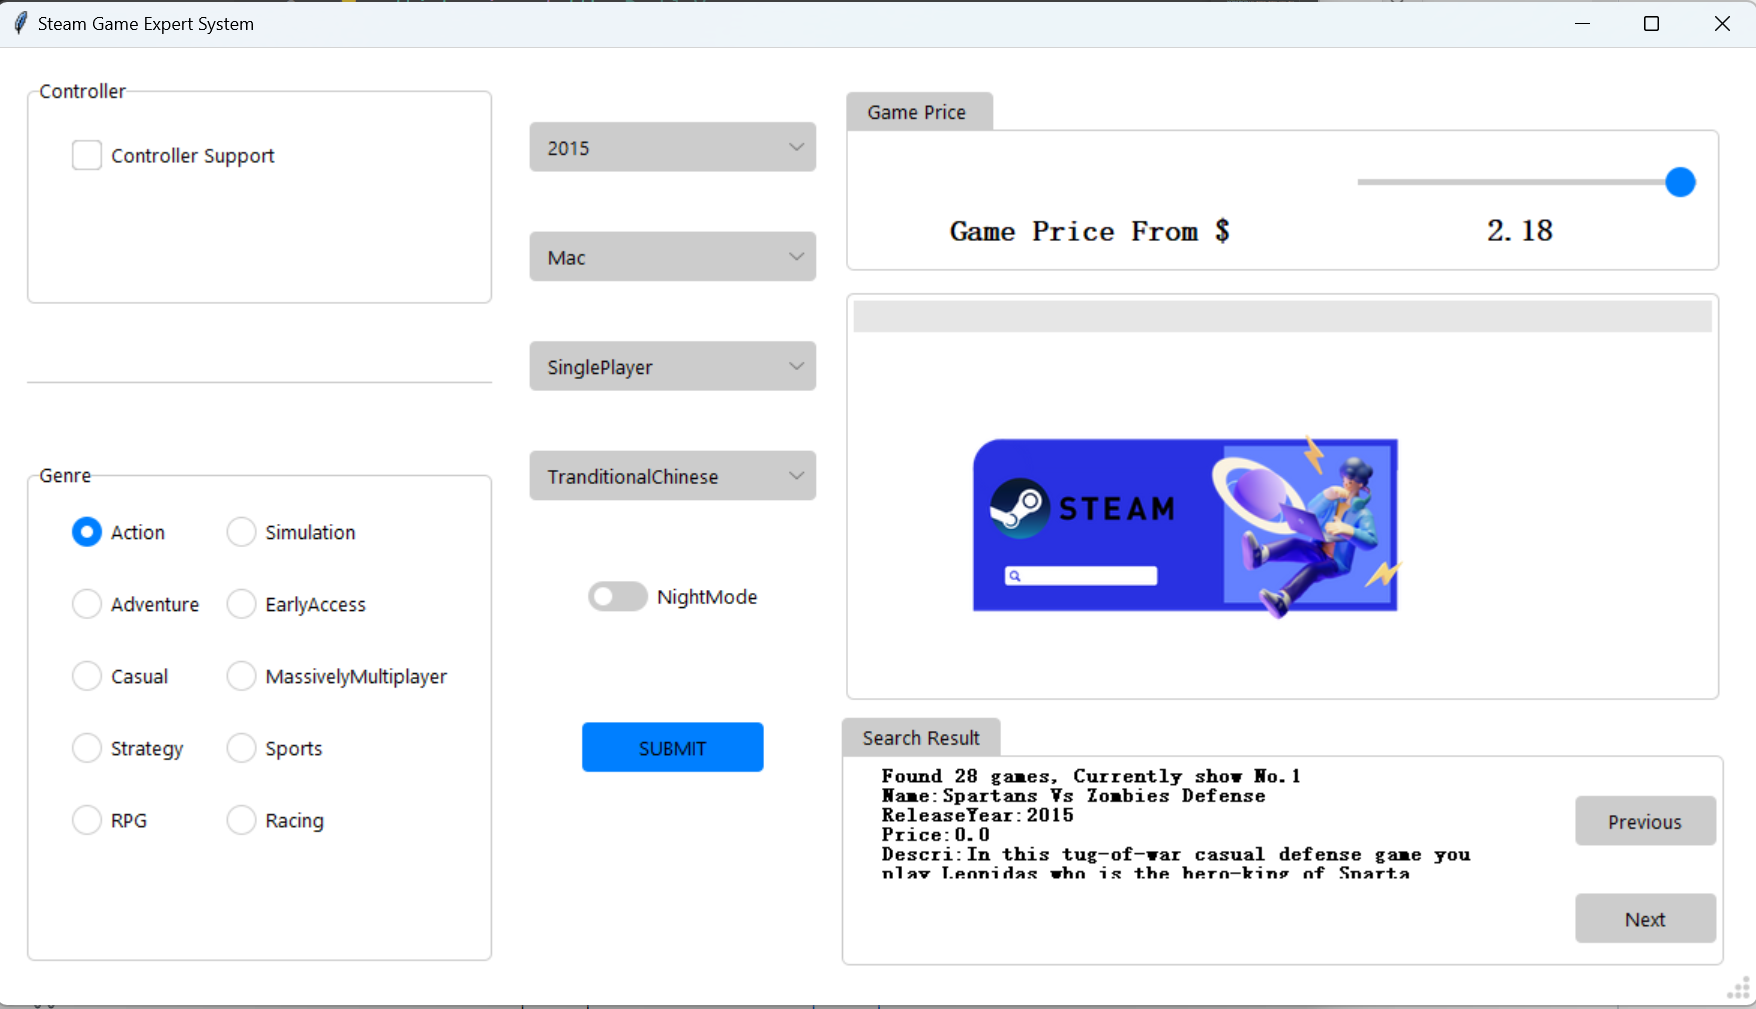 Steam Game Expert System
Controller
Controller Support
Genre
Action
Simulation
Adventure
EarlyAccess
Casual
MassivelyMultiplayer
Strategy
Sports
RPG
Racing
2015
Mac
SinglePlayer
TranditionalChinese
NightMode
SUBMIT
Game Price
Game Price From $ 2.18
STEAM
Search Result
Found 28 games, Currently show No.1
Name:Spartans Vs Zombies Defense
ReleaseYear:2015
Price:0.0
Descri:In this tug-of-war casual defense game you
play Leonidas who is the hero-king of Sparta
Previous
Next